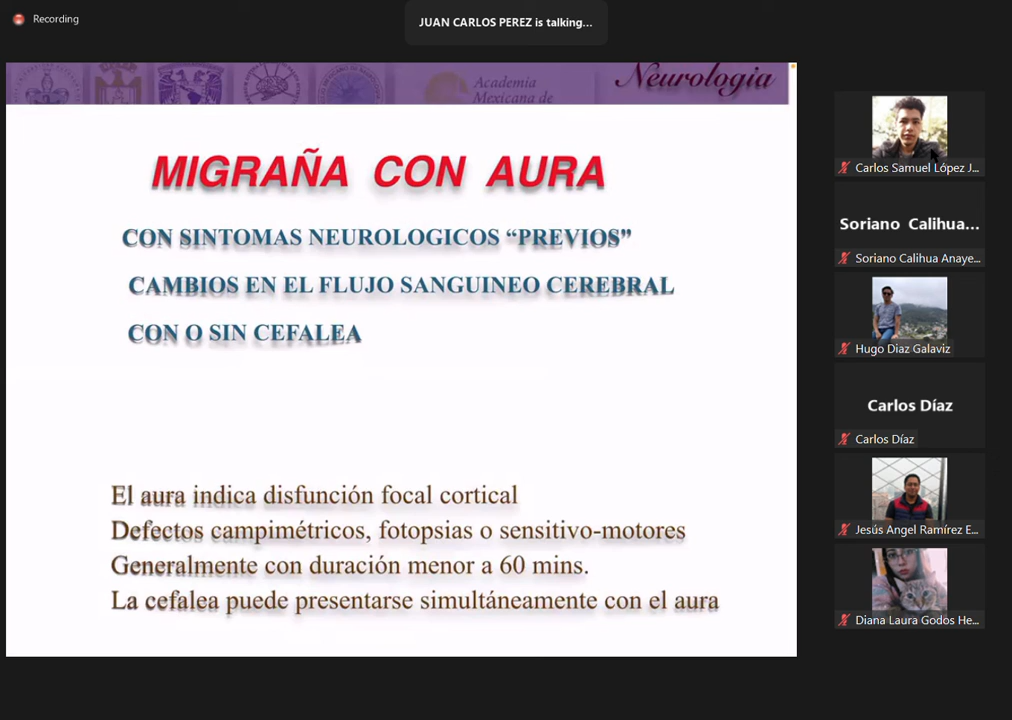 Recording
JUAN CARLOS PEREZ is talking...
Academia
Mexicana de
Neurologia
MIGRAÑA CON AURA
CON SINTOMAS NEUROLOGICOS “PREVIOS”
CAMBIOS EN EL FLUJO SANGUINEO CEREBRAL
CON O SIN CEFALEA
El aura indica disfunción focal cortical
Defectos campimétricos, fotopsias o sensitivo-motores
Generalmente con duración menor a 60 mins.
La cefalea puede presentarse simultáneamente con el aura
Carlos Samuel López J...
Soriano Calihua...
Soriano Calihua Anaye...
Hugo Diaz Galaviz
Carlos Díaz
Carlos Díaz
Jesús Angel Ramírez E...
Diana Laura Godos He...